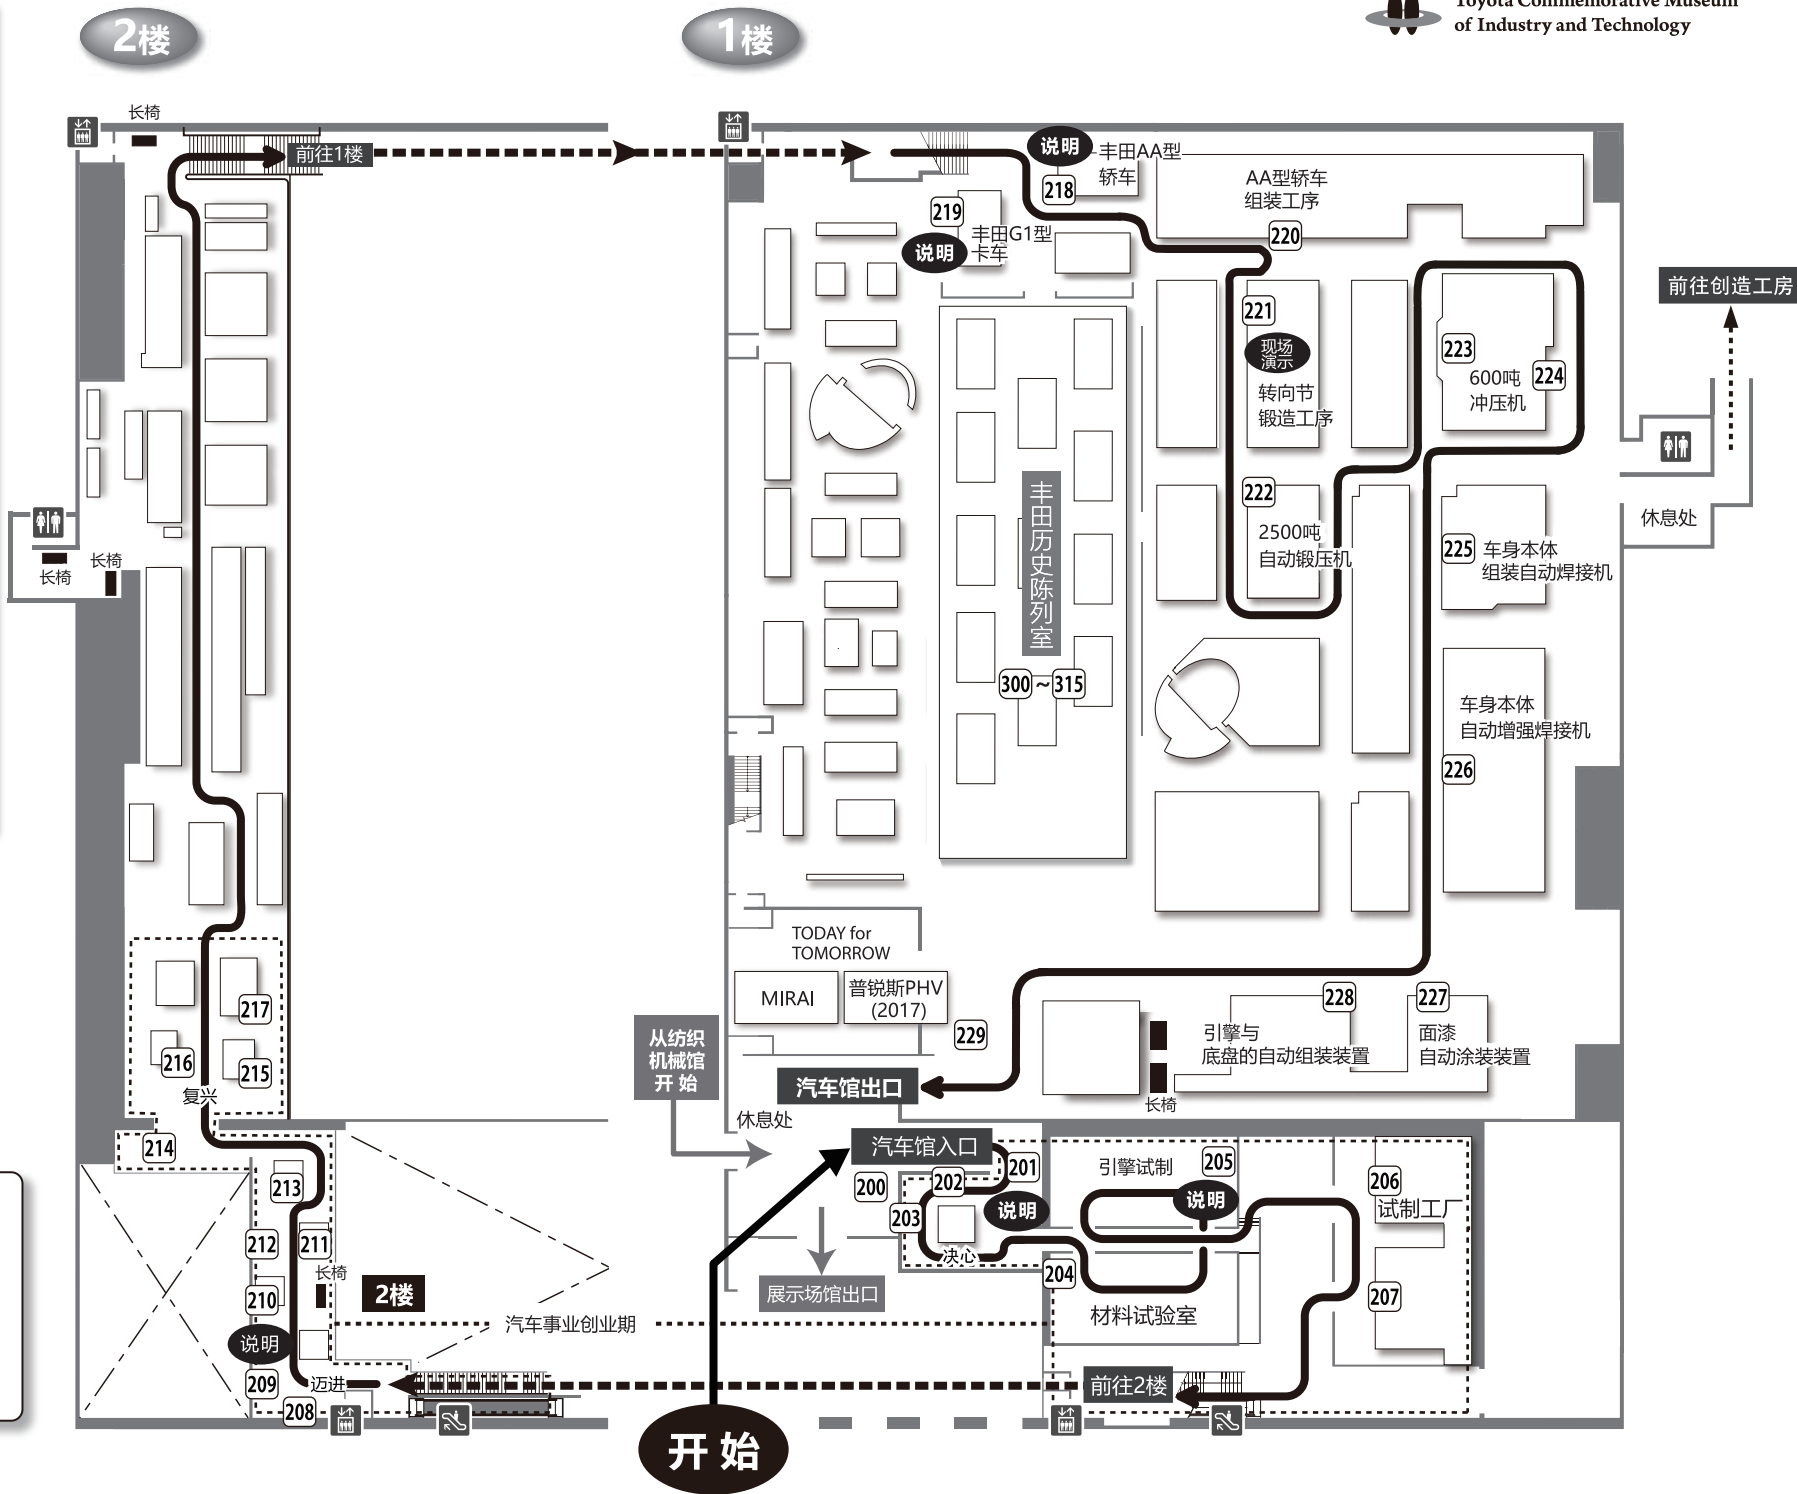 2楼
1楼
Toyota Commemorative Museum
of Industry and Technology
长椅
前往1楼
说明
丰田AA型
轿车
218
AA型轿车
组装工序
220
219
丰田G1型
卡车
说明
前往创造工房
221
现场
演示
转向节
锻造工序
223
600吨
冲压机
224
222
2500吨
自动锻压机
休息处
225
车身本体
组装自动焊接机
长椅
长椅
丰田历史陈列室
300～315
车身本体
自动增强焊接机
226
TODAY for
TOMORROW
MIRAI
普锐斯PHV
(2017)
229
228
引擎与
底盘的自动组装装置
227
面漆
自动涂装装置
长椅
217
216
215
复兴
214
从纺织
机械馆
开始
汽车馆出口
休息处
汽车馆入口
200
201
202
203
说明
决心
204
引擎试制
205
说明
206
试制工厂
207
材料试验室
213
212
211
长椅
210
2楼
说明
209
迈进
208
汽车事业创业期
展示场馆出口
前往2楼
开始